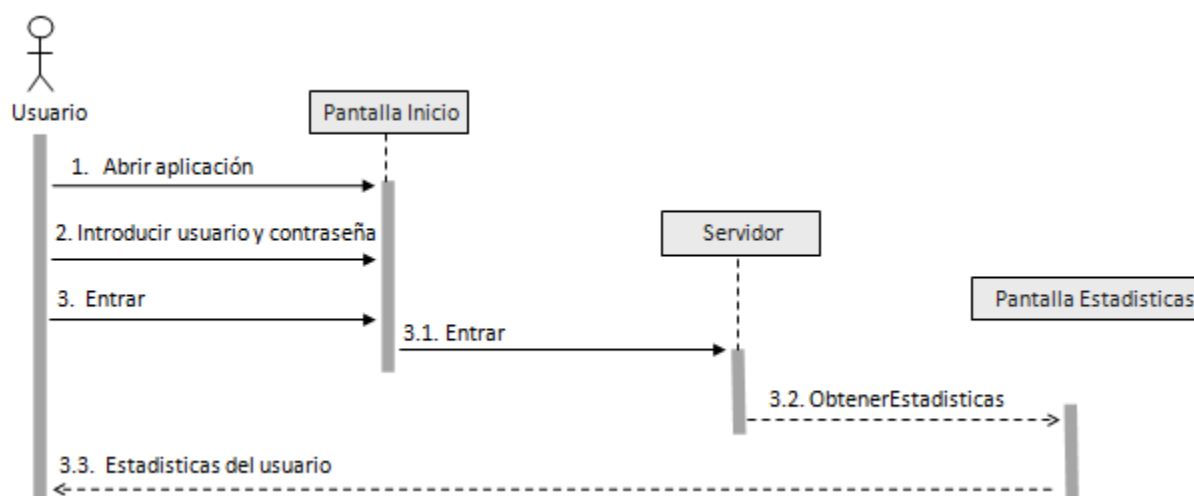 Usuario
Pantalla Inicio
1. Abrir aplicación
2. Introducir usuario y contraseña
Servidor
3. Entrar
Pantalla Estadisticas
3.1. Entrar
3.2. ObtenerEstadisticas
3.3. Estadisticas del usuario